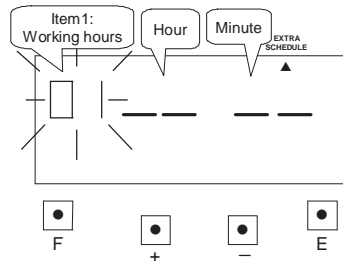 Item1:
Working hours
Hour
Minute
EXTRA
SCHEDULE
F
+
−
E